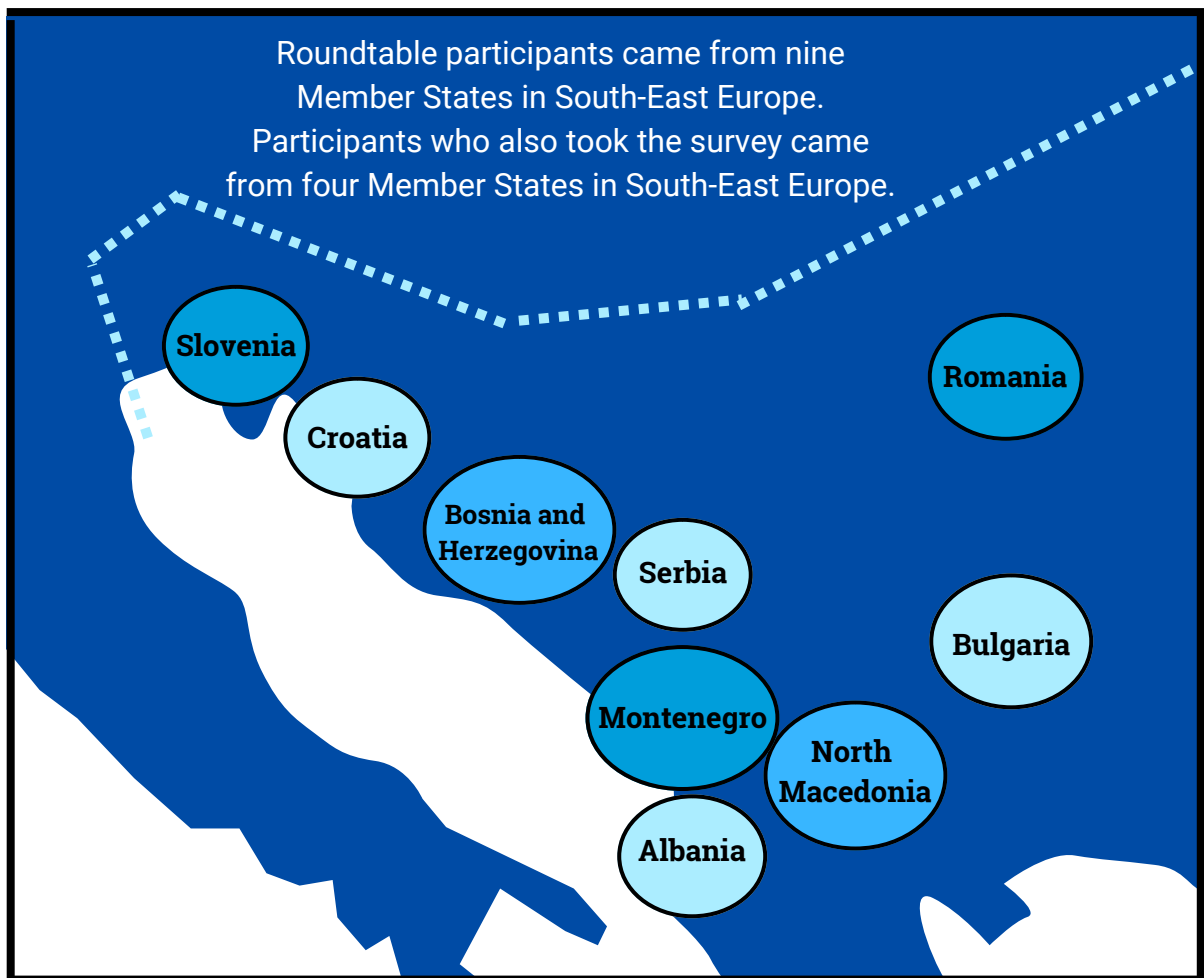 Roundtable participants came from nine
Member States in South-East Europe.
Participants who also took the survey came
from four Member States in South-East Europe.
Slovenia
Romania
Croatia
Bosnia and
Herzegovina
Serbia
Bulgaria
Montenegro
North
Macedonia
Albania